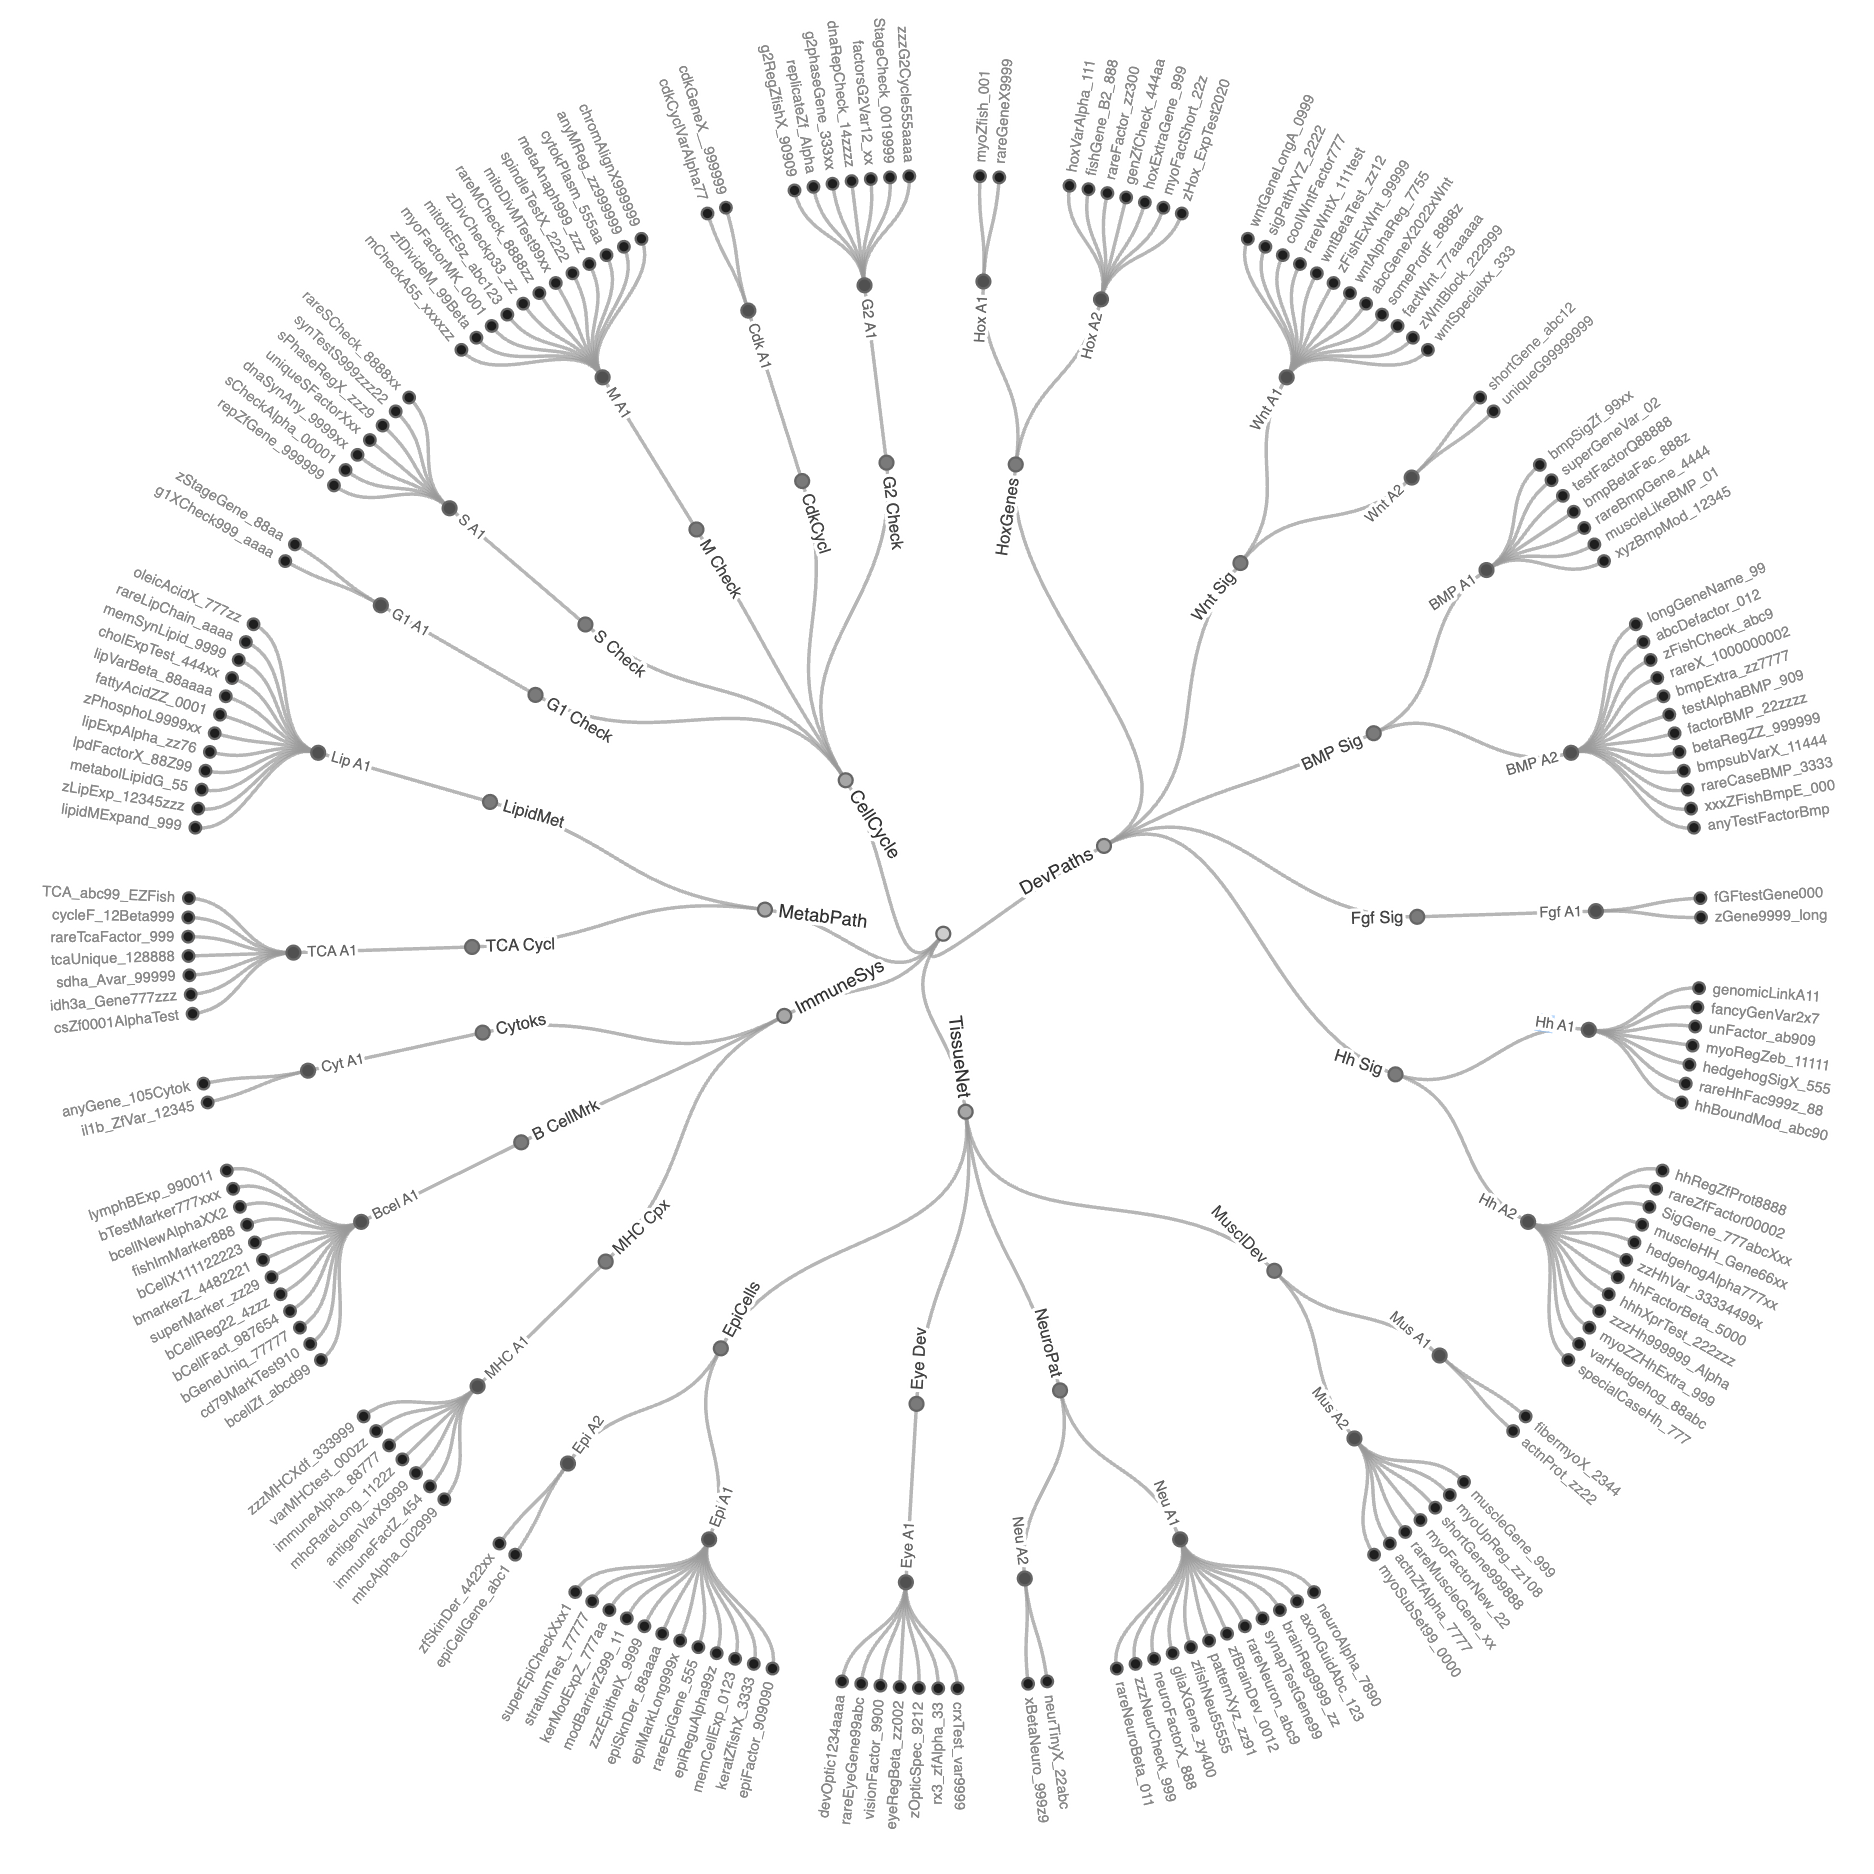 DevPaths
HoxGenes
Hox A1
myoZfish_001
rareGeneX9999
Hox A2
hoxVarAlpha_111
fishGene_B2_888
rareFactor_zz300
genZfCheck_444aa
hoxExtraGene_999
myoFactShort_22z
zHox_ExpTest2020
Wnt Sig
Wnt A1
wntGeneLongA_0999
sigPathXYZ_2222
coolWntFactor777
rareWntX_111test
wntBetaTest_zz12
zFishExWnt_99999
wntAlphaReg_7755
abcGeneX2022xWnt
someProtF_8888z
factWnt_77aaaaaa
zWntBlock_222999
wntSpecialxx_333
Wnt A2
shortGene_abc12
uniqueG99999999
BMP Sig
BMP A1
bmpSigZf_99xx
superGeneVar_02
testFactorQ88888
bmpBetaFac_888z
rareBmpGene_4444
muscleLikeBMP_01
xyzBmpMod_12345
BMP A2
longGeneName_99
abcDefactor_012
zFishCheck_abc9
rareX_1000000002
bmpExtra_zz7777
testAlphaBMP_909
factorBMP_22zzzz
betaRegZZ_999999
bmpsubVarX_11444
rareCaseBMP_3333
xxxZFishBmpE_000
anyTestFactorBmp
Fgf Sig
Fgf A1
fGFtestGene000
zGene9999_long
Hh Sig
Hh A1
genomicLinkA11
fancyGenVar2x7
unFactor_ab909
myoRegZeb_11111
hedgehogSigX_555
rareHhFac999z_88
hhBoundMod_abc90
Hh A2
hhRegZfProt8888
rareZfFactor00002
SigGene_777abcXxx
muscleHH_Gene66xx
hedgehogAlpha777xx
zzHhVar_33334499x
hhFactorBeta_5000
hhhXprTest_222zzz
zzzHh999999_Alpha
myoZZHhExtra_999
varHedgehog_88abc
specialCaseHh_777
TissueNet
MusclDev
Mus A1
fibermyoX_2344
actnProt_zz22
Mus A2
muscleGene_999
myoUpReg_zz108
shortGene999888
myoFactorNew_22
rareMuscleGene_xx
actnZfAlpha_7777
myoSubSet99_0000
NeuroPat
Neu A1
neuroAlpha_7890
axonGuidAbc_123
brainReg9999_zz
synapTestGene99
rareNeuron_abc9
zfBrainDev_0012
patternXyz_zz91
zfishNeu55555
gliaXGene_zy400
neuroFactorX_888
zzzNeurCheck_999
rareNeuroBeta_011
Neu A2
neurTinyX_22abc
xBetaNeuro_999z9
Eye Dev
Eye A1
crxTest_var69999
rx3_zfAlpha_33
zOpticSpec_9212
eyeRegBeta_zz002
visionFactor_9900
rareEyeGene99abc
devOptic1234aaaa
EpiCells
Epi A1
epiFactor_909090
keratZfishX_3333
memCellExp_0123
epiReguAlpha99z
rareEpiGene_555
epiMarkLong999x
epiSknDer_88aaaa
zzzEpithelX_9999
modBarrierZ999_11
kerModExpZ_777aa
stratumTest_77777
superEpiCheckXxx1
Epi A2
epiCellGene_abc1
zfSkinDer_4422xx
ImmuneSys
MHC Cpx
MHC A1
mhcAlpha_002999
immuneFactZ_454
antigenVarX9999
mhcRareLong_1122z
immuneAlpha_88777
varMHCtest_000zz
zzzMHCXdf_333999
B CellMrk
Bcel A1
bcellZf_abcd99
cd79MarkTest910
bGeneUniq_7777
bCellFact_987654
bCellReg22_4zzz
superMarker_zz29
bmarkerZ_4482221
bCellX111122223
fishImMarker888
bcellNewAlphaXX2
bTestMarker777xxx
lymphBExp_990011
Cytoks
Cyt A1
il1b_ZfVar_12345
anyGene_105Cytok
MetabPath
TCA Cycl
TCA A1
csZf0001AlphaTest
idh3a_Gene777zzz
sdha_Avar_99999
tcaUnique_128888
rareTcaFactor_999
cycleF_12Beta999
TCA_abc99_EZFish
LipidMet
Lip A1
lipidMExpand_999
zLipExp_12345zzz
metabolLipidG_55
lpdFactorX_88Z99
lipExpAlpha_zz76
zPhosphoL9999xx
fattyAcidZZ_0001
lipVarBeta_88aaaa
cholExpTest_444xx
memSynLipid_9999
rareLipChain_aaaa
oleicAcidX_777zz
CellCycle
G1 Check
G1 A1
g1XCheck999_aaaa
zStageGene_88aa
S Check
S A1
repZfGene_999999
sCheckAlpha_00001
dnaSynAny_9999xx
uniqueSFactorXxx
sPhaseRegX_zzz9
synTestS999zzz22
rareSCheck_8888xx
M Check
M A1
mCheckA55_xxxxzz
zfDivideM_99Beta
myoFactorMK_0001
mitoticE9z_abc123
zDivCheckp33_zz
rareMCheck_8888zz
mitoDivMTest99xx
spindleTestX_2222
metaAnaph999_zzz
cytokPlasm_555aa
anyMReg_zz999999
chromAlignX999999
CdkCycl
Cdk A1
cdkCyclVarAlpha77
cdkGeneX__999999
G2 Check
G2 A1
g2RegZfishX_90909
replicateZf_Alpha
g2phaseGene_333xx
dnaRepCheck_14zzzz
factorsG2Var12_xx
StageCheck_0019999
zzzG2Cycle555aaaa